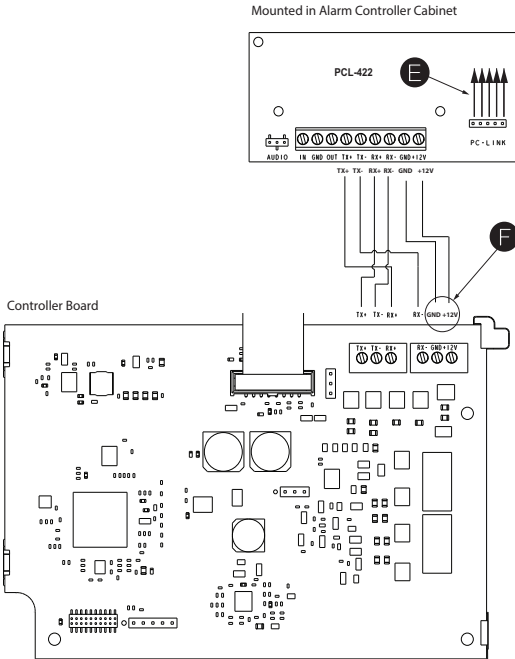 Mounted in Alarm Controller Cabinet
PCL-422
E
PC-LINK
AUDIO IN GND OUT TX+ TX- RX+ RX- GND +12V
TX+ TX- RX+ RX- GND +12V
F
TX+ TX- RX+ RX- GND +12V
Controller Board
TX+ TX- RX+ RX- GND +12V